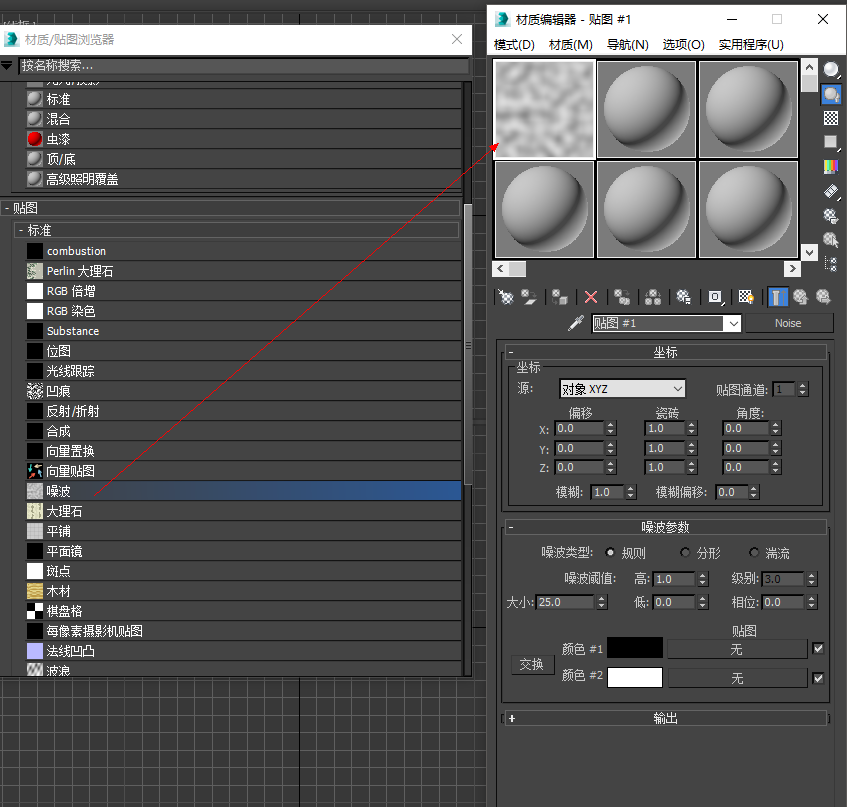 材质/贴图浏览器
按名称搜索...
标准
混合
虫漆
顶/底
高级照明覆盖
- 贴图
- 标准
combustion
Perlin 大理石
RGB 倍增
RGB 染色
Substance
位图
光线跟踪
凹痕
反射/折射
合成
向量置换
向量贴图
噪波
大理石
平铺
平面镜
斑点
木材
棋盘格
每像素摄影机贴图
法线凹凸
波浪
材质编辑器 - 贴图 #1
模式(D) 材质(M) 导航(N) 选项(O) 实用程序(U)
贴图 #1 Noise
- 坐标
坐标
源: 对象 XYZ 贴图通道: 1
偏移 瓷砖 角度:
X: 0.0 1.0 0.0
Y: 0.0 1.0 0.0
Z: 0.0 1.0 0.0
模糊: 1.0 模糊偏移: 0.0
- 噪波参数
噪波类型: 规则 分形 湍流
噪波阈值: 高: 1.0 级别: 3.0
大小: 25.0 低: 0.0 相位: 0.0
贴图
交换 颜色 #1 无
颜色 #2 无
+ 输出